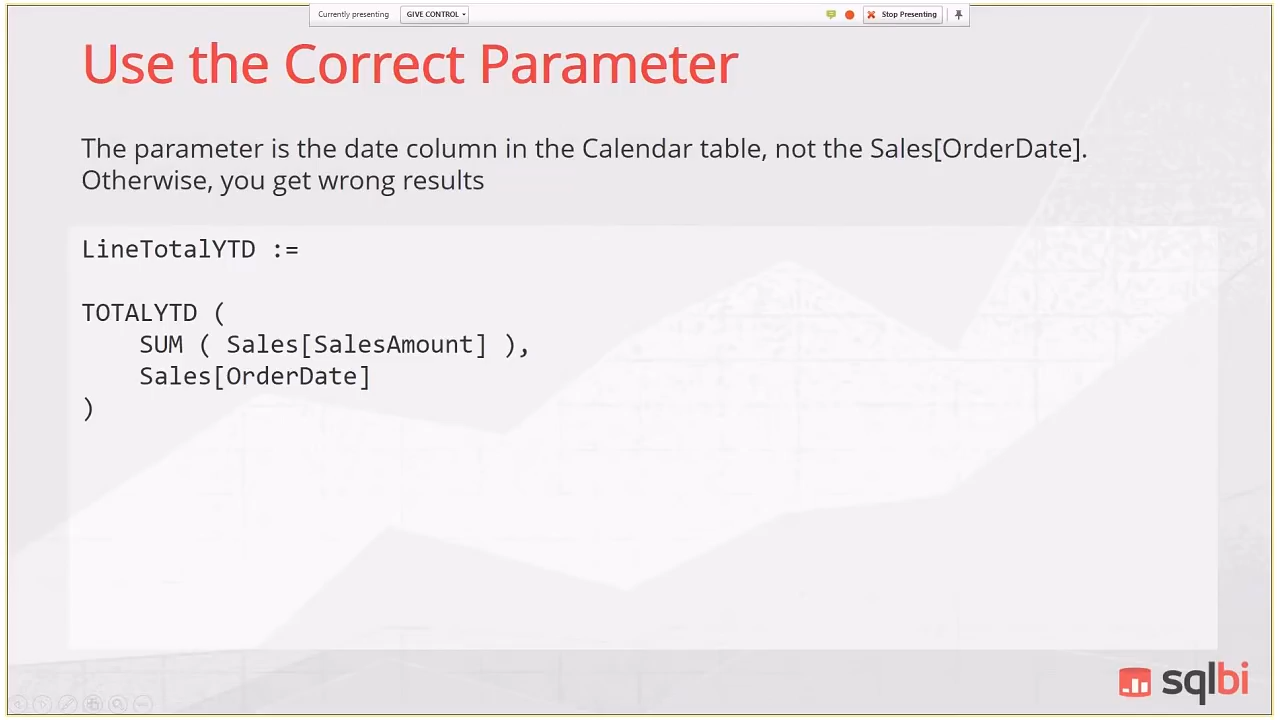 Currently presenting GIVE CONTROL Stop Presenting
Use the Correct Parameter
The parameter is the date column in the Calendar table, not the Sales[OrderDate].
Otherwise, you get wrong results
LineTotalYTD :=
TOTALYTD (
SUM ( Sales[SalesAmount] ),
Sales[OrderDate]
)
sqlbi